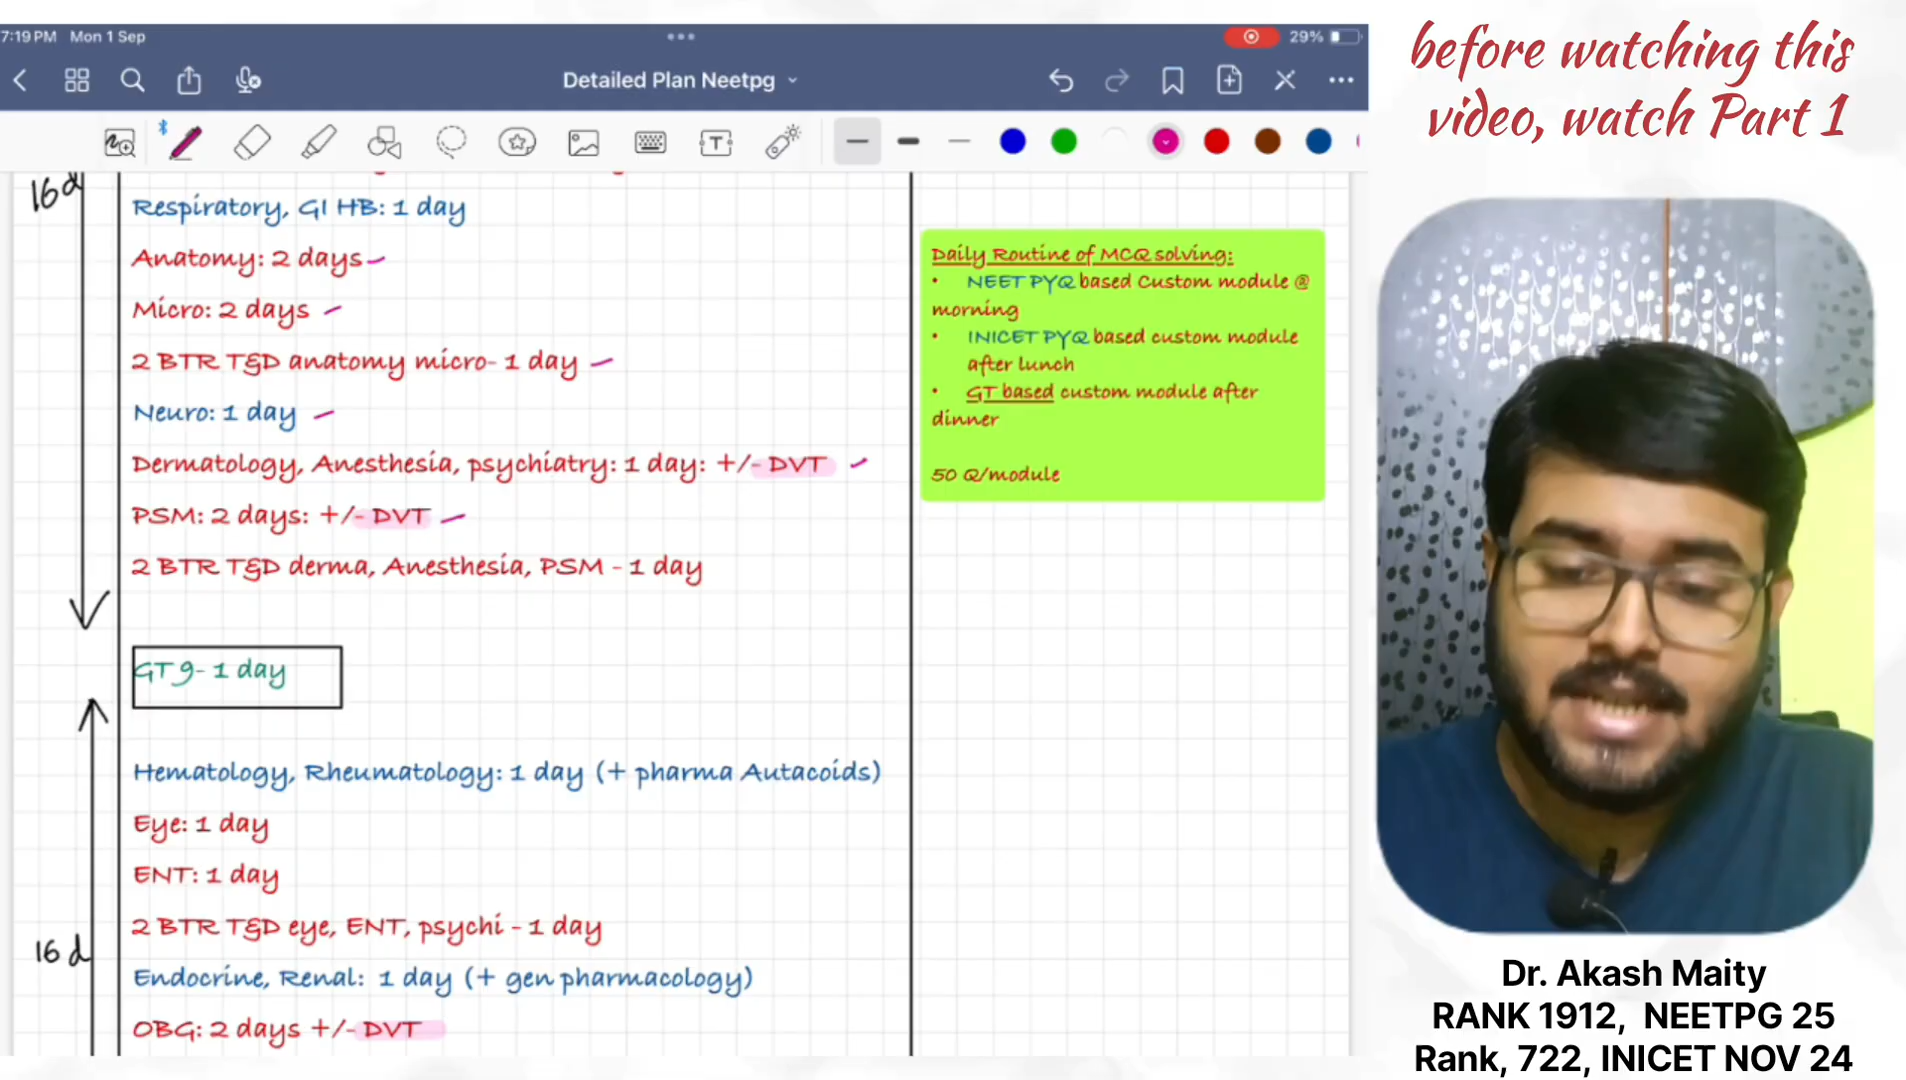 before watching this
video, watch Part 1
7:19 PM Mon 1 Sep
29%
Detailed Plan Neetpg
16d
Respiratory, GI HB: 1 day
Anatomy: 2 days
Micro: 2 days
2 BTR T&D anatomy micro- 1 day
Neuro: 1 day
Dermatology, Anesthesia, psychiatry: 1 day: +/- DVT
PSM: 2 days: +/- DVT
2 BTR T&D derma, Anesthesia, PSM - 1 day
GT 9- 1 day
Hematology, Rheumatology: 1 day (+ pharma Autacoids)
Eye: 1 day
ENT: 1 day
2 BTR T&D eye, ENT, psychi - 1 day
16 d
Endocrine, Renal: 1 day (+ gen pharmacology)
OBG: 2 days +/- DVT
Daily Routine of MCQ solving:
• NEET PYQ based Custom module @
morning
• INICET PYQ based custom module
after lunch
• GT based custom module after
dinner
50 Q/module
Dr. Akash Maity
RANK 1912, NEETPG 25
Rank, 722, INICET NOV 24